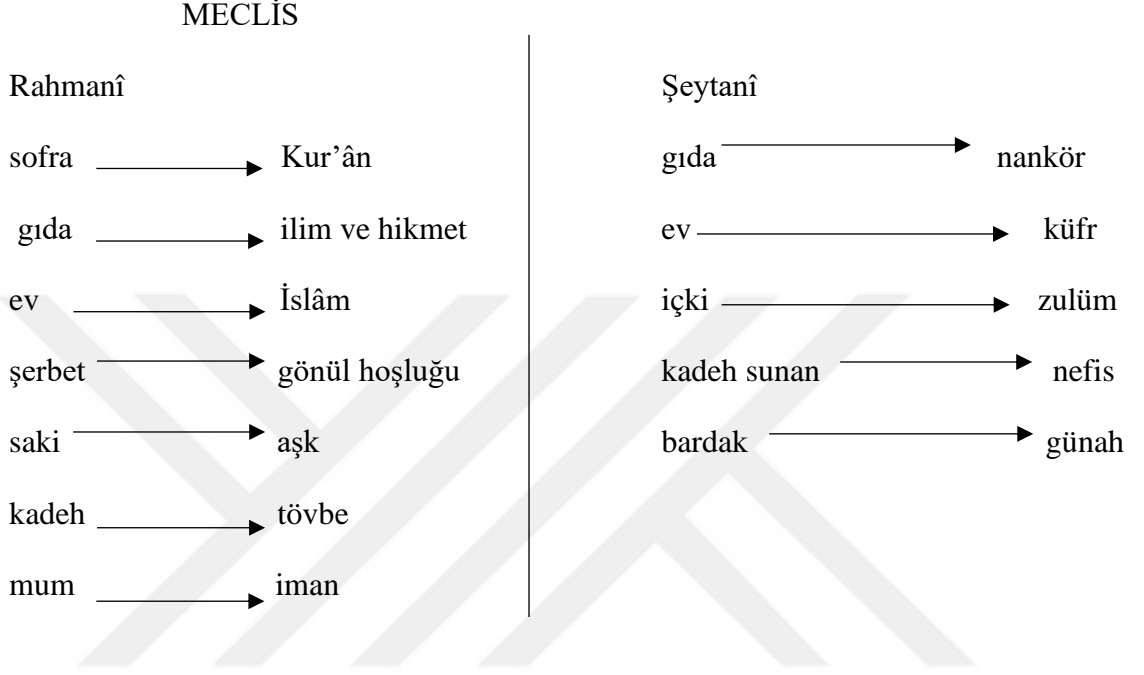 MECLİS
Rahmanî
sofra Kur’ân
gıda ilim ve hikmet
ev İslâm
şerbet gönül hoşluğu
saki aşk
kadeh tövbe
mum iman
Şeytanî
gıda nankör
ev küfr
içki zulüm
kadeh sunan nefis
bardak günah